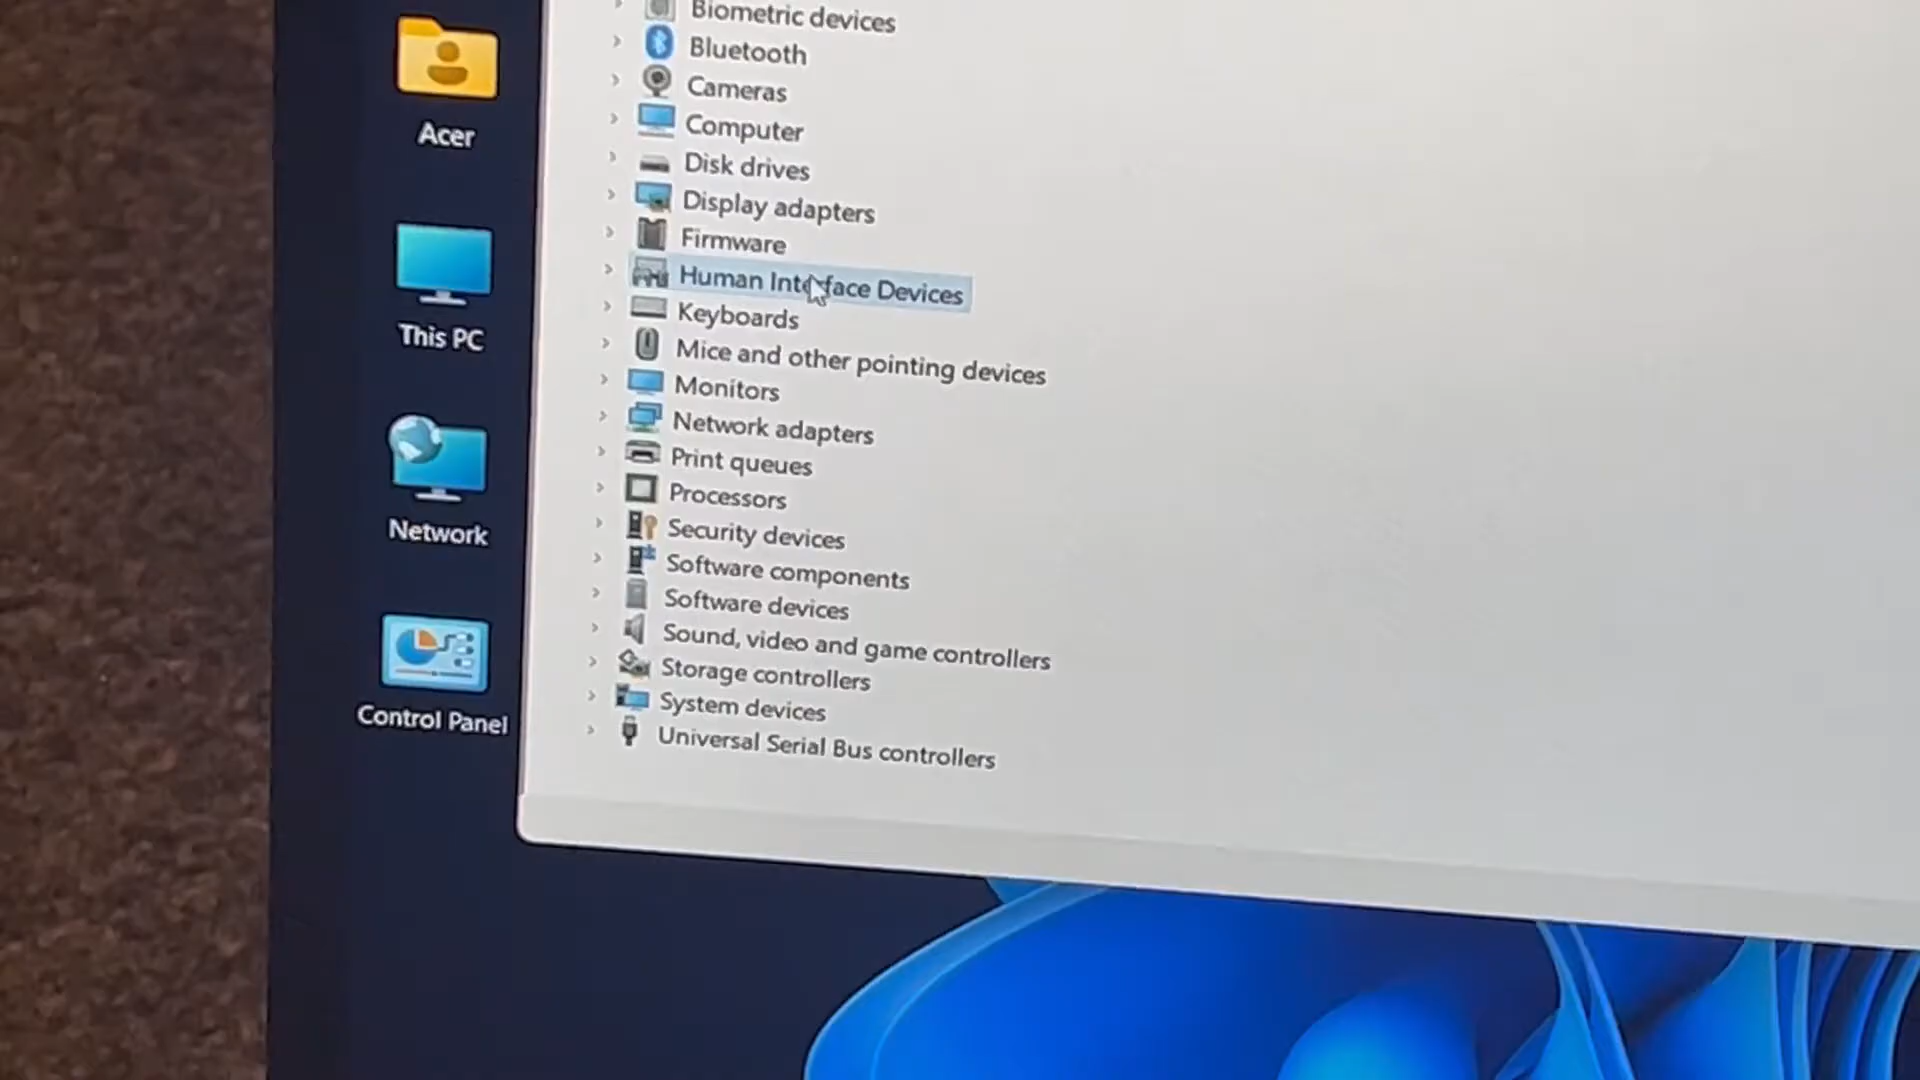 Acer
This PC
Network
Control Panel
Biometric devices
Bluetooth
Cameras
Computer
Disk drives
Display adapters
Firmware
Human Interface Devices
Keyboards
Mice and other pointing devices
Monitors
Network adapters
Print queues
Processors
Security devices
Software components
Software devices
Sound, video and game controllers
Storage controllers
System devices
Universal Serial Bus controllers